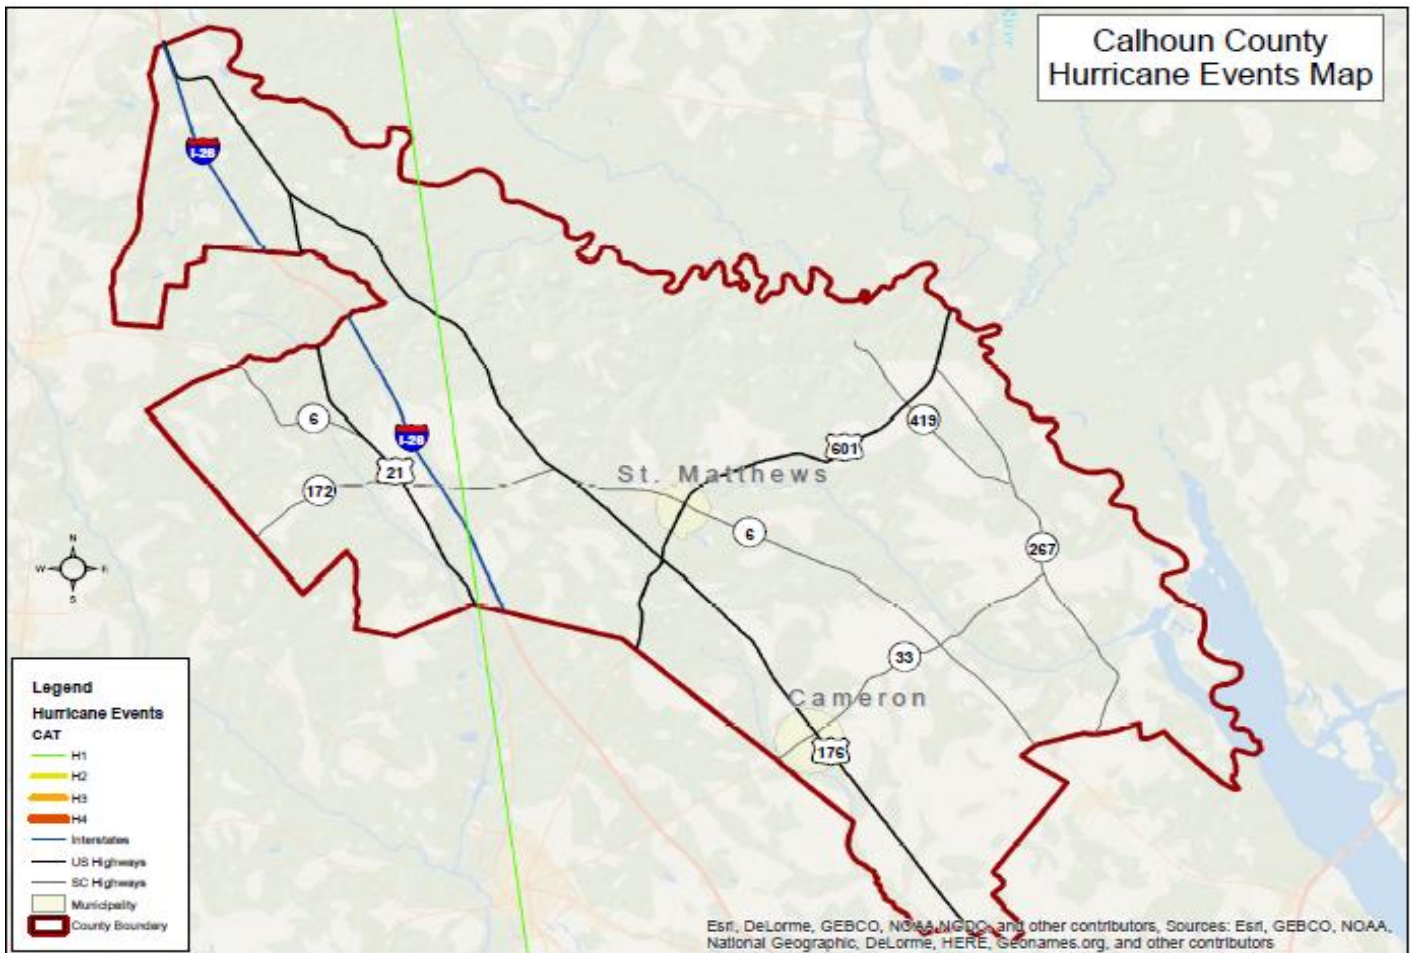 Calhoun County
Hurricane Events Map
I-26
6
I-26
21
172
St. Matthews
601
419
6
267
33
Cameron
176
N
W
E
S
Legend
Hurricane Events
CAT
H1
H2
H3
H4
Interstates
US Highways
SC Highways
Municipality
County Boundary
Esri, DeLorme, GEBCO, NOAA NGDC, and other contributors, Sources: Esri, GEBCO, NOAA,
National Geographic, DeLorme, HERE, Geonames.org, and other contributors